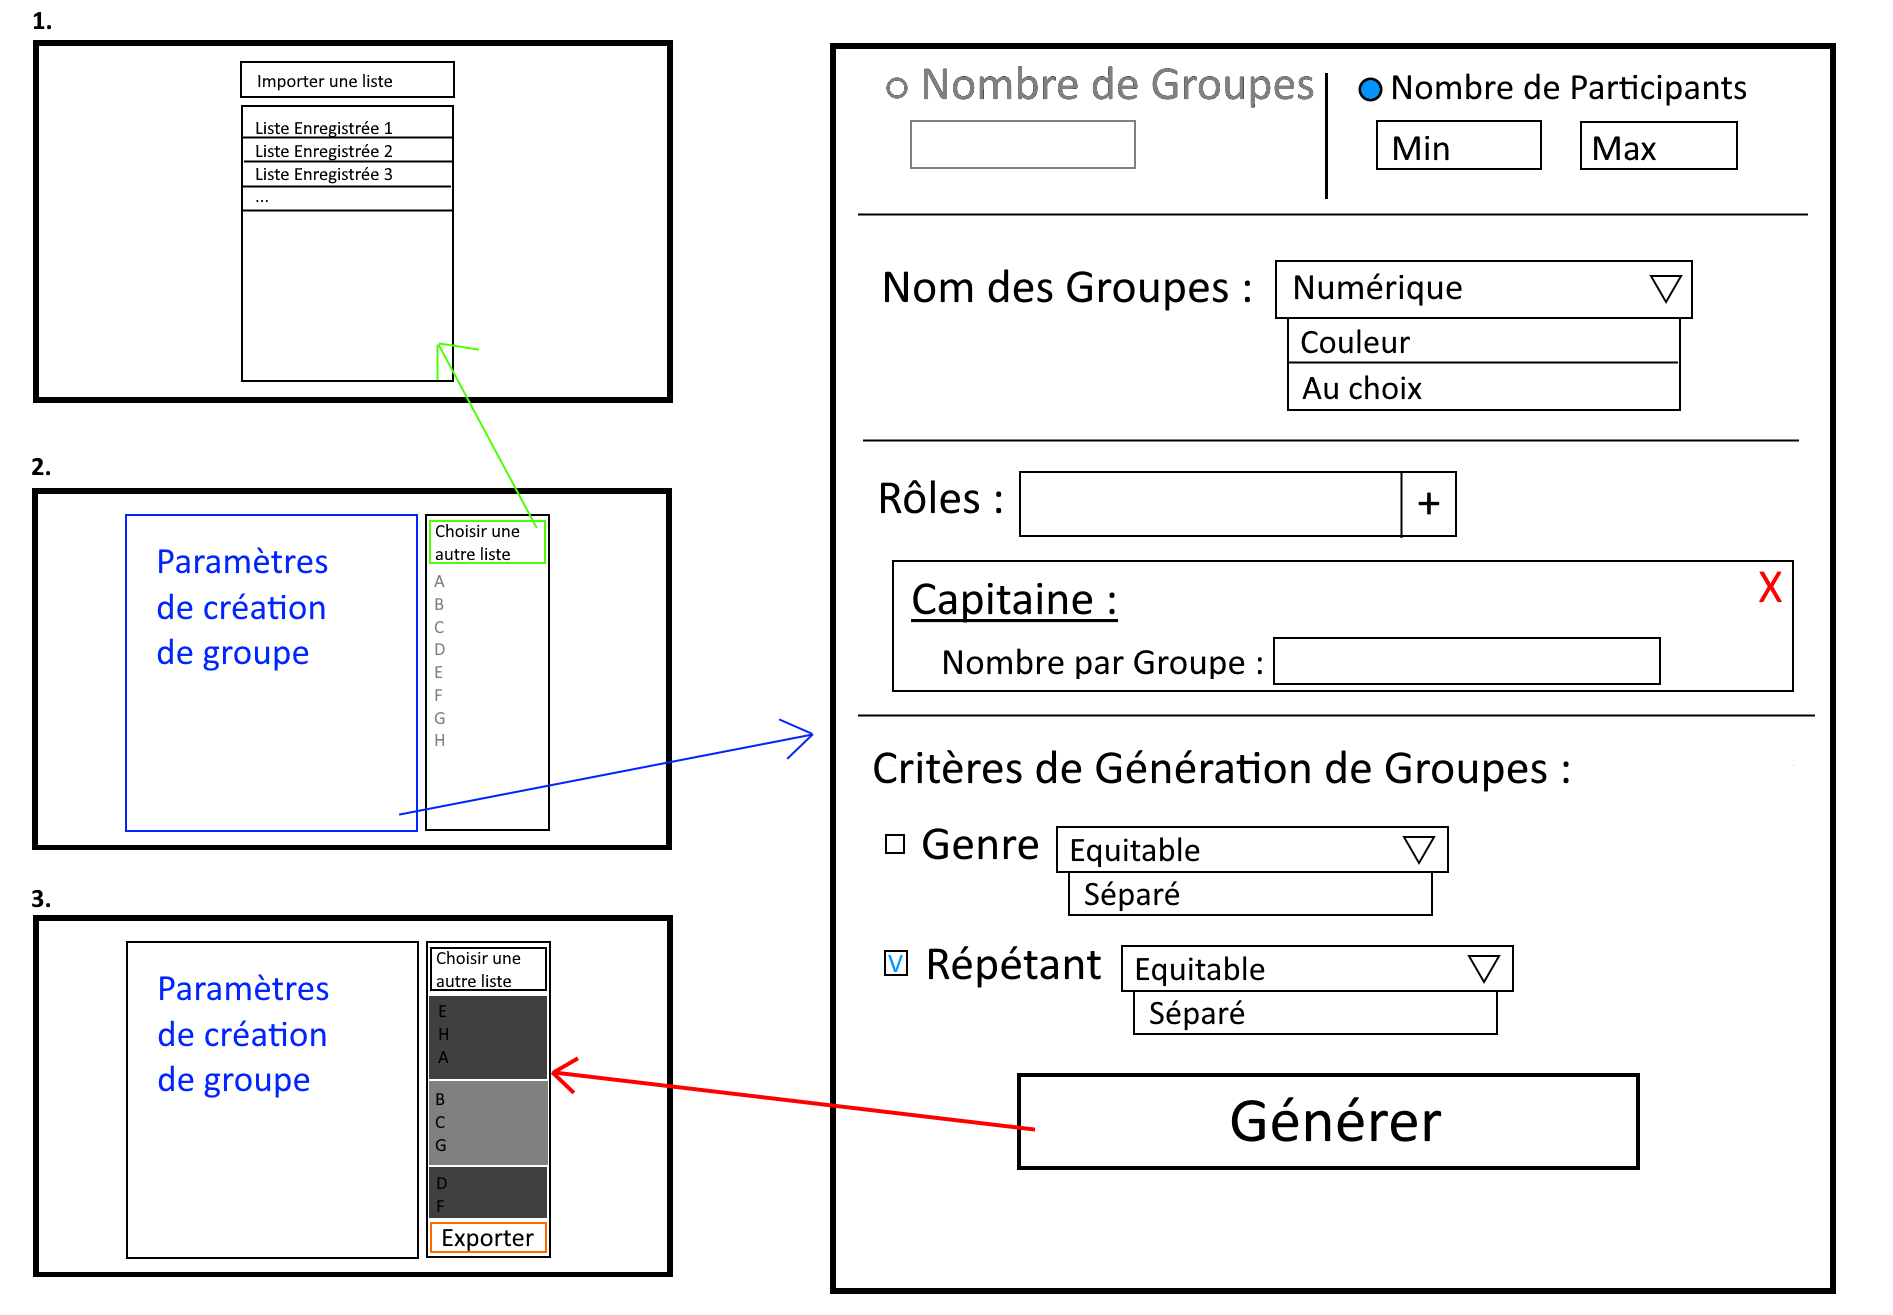 1.
Importer une liste
Liste Enregistrée 1
Liste Enregistrée 2
Liste Enregistrée 3
...
2.
Paramètres
de création
de groupe
Choisir une
autre liste
A
B
C
D
E
F
G
H
3.
Paramètres
de création
de groupe
Choisir une
autre liste
E
H
A
B
C
G
D
F
Exporter
Nombre de Groupes
Nombre de Participants
Min
Max
Nom des Groupes :
Numérique
Couleur
Au choix
Rôles :
+
Capitaine :
X
Nombre par Groupe :
Critères de Génération de Groupes :
Genre
Equitable
Séparé
V
Répétant
Equitable
Séparé
Générer